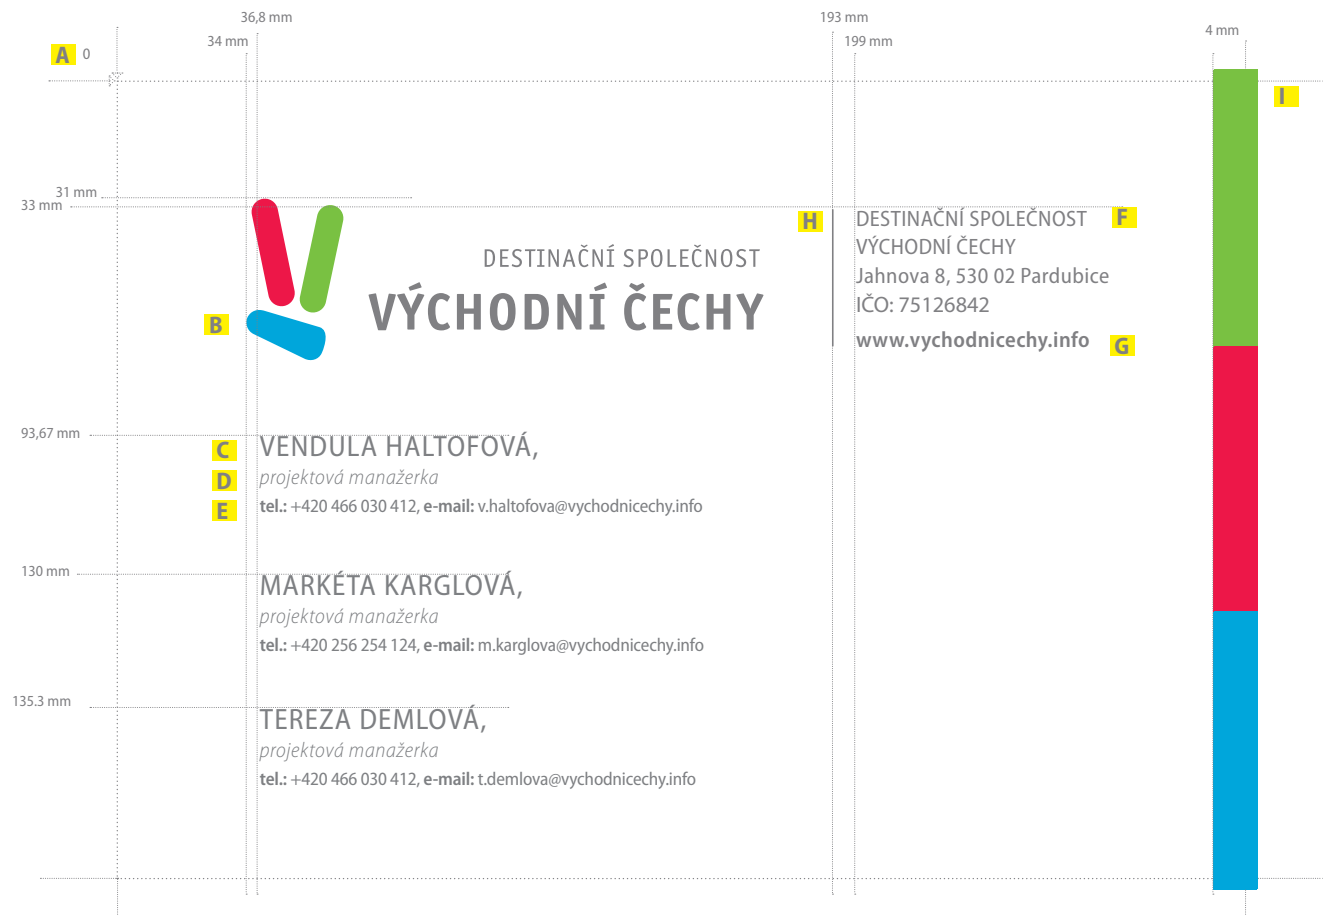 36,8 mm
193 mm
34 mm
199 mm
4 mm
A 0
I
31 mm
33 mm
H
DESTINAČNÍ SPOLEČNOST
F
VÝCHODNÍ ČECHY
Jahnova 8, 530 02 Pardubice
IČO: 75126842
www.vychodnicechy.info
G
DESTINAČNÍ SPOLEČNOST
VÝCHODNÍ ČECHY
B
93,67 mm
C VENDULA HALTOFOVÁ,
D projektová manažerka
E tel.: +420 466 030 412, e-mail: v.haltofova@vychodnicechy.info
130 mm
MARKÉTA KARGLOVÁ,
projektová manažerka
tel.: +420 256 254 124, e-mail: m.karglova@vychodnicechy.info
135.3 mm
TEREZA DEMLOVÁ,
projektová manažerka
tel.: +420 466 030 412, e-mail: t.demlova@vychodnicechy.info